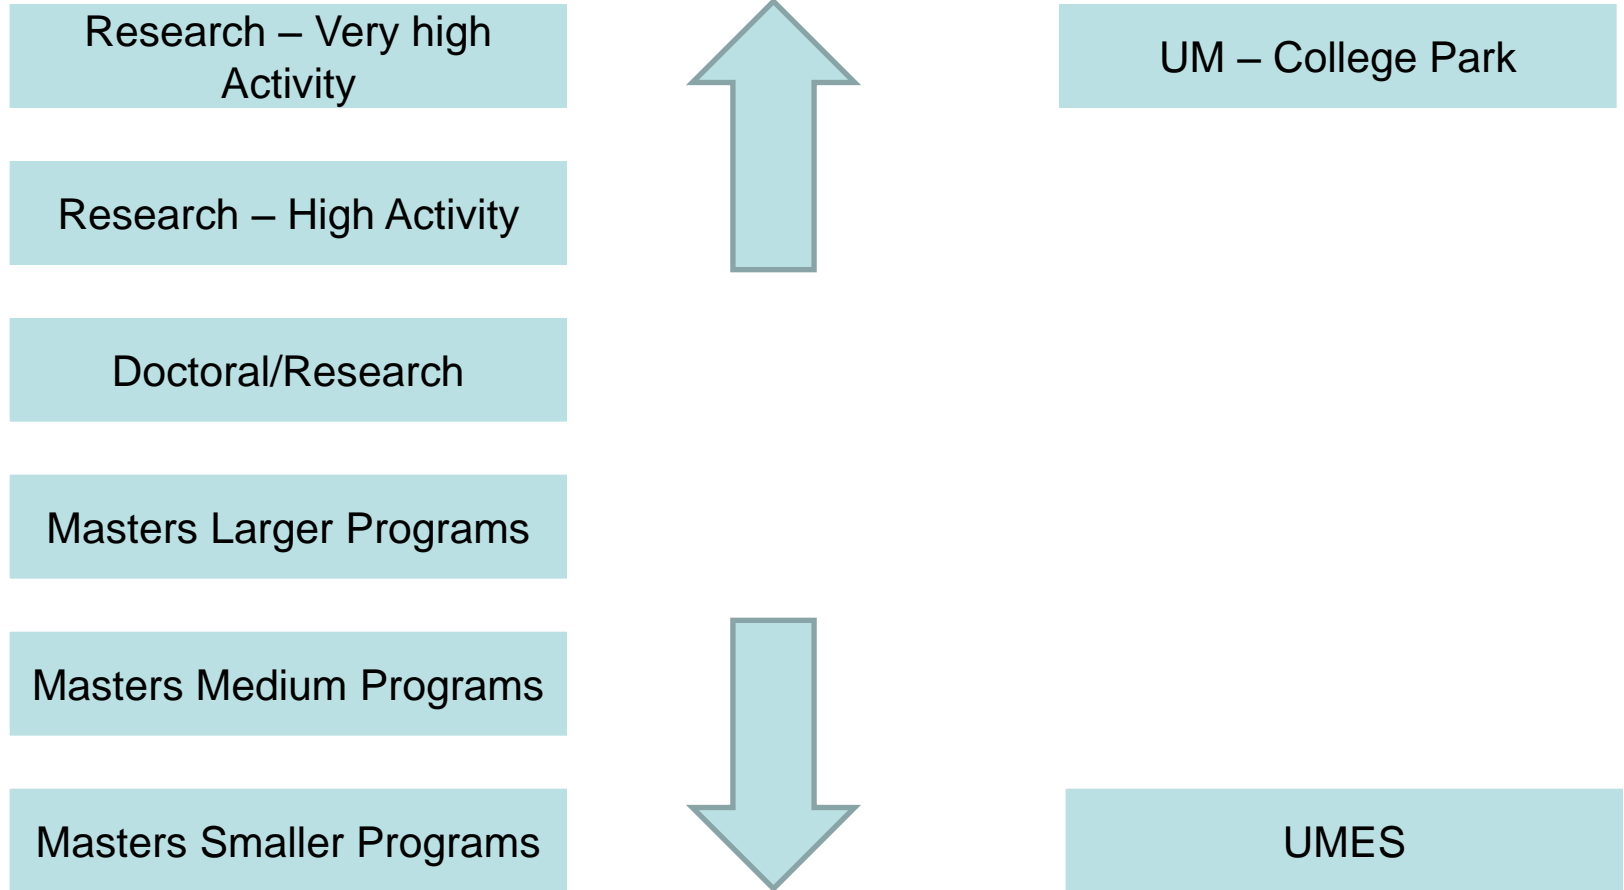 Research – Very high
Activity
UM – College Park
Research – High Activity
Doctoral/Research
Masters Larger Programs
Masters Medium Programs
Masters Smaller Programs
UMES